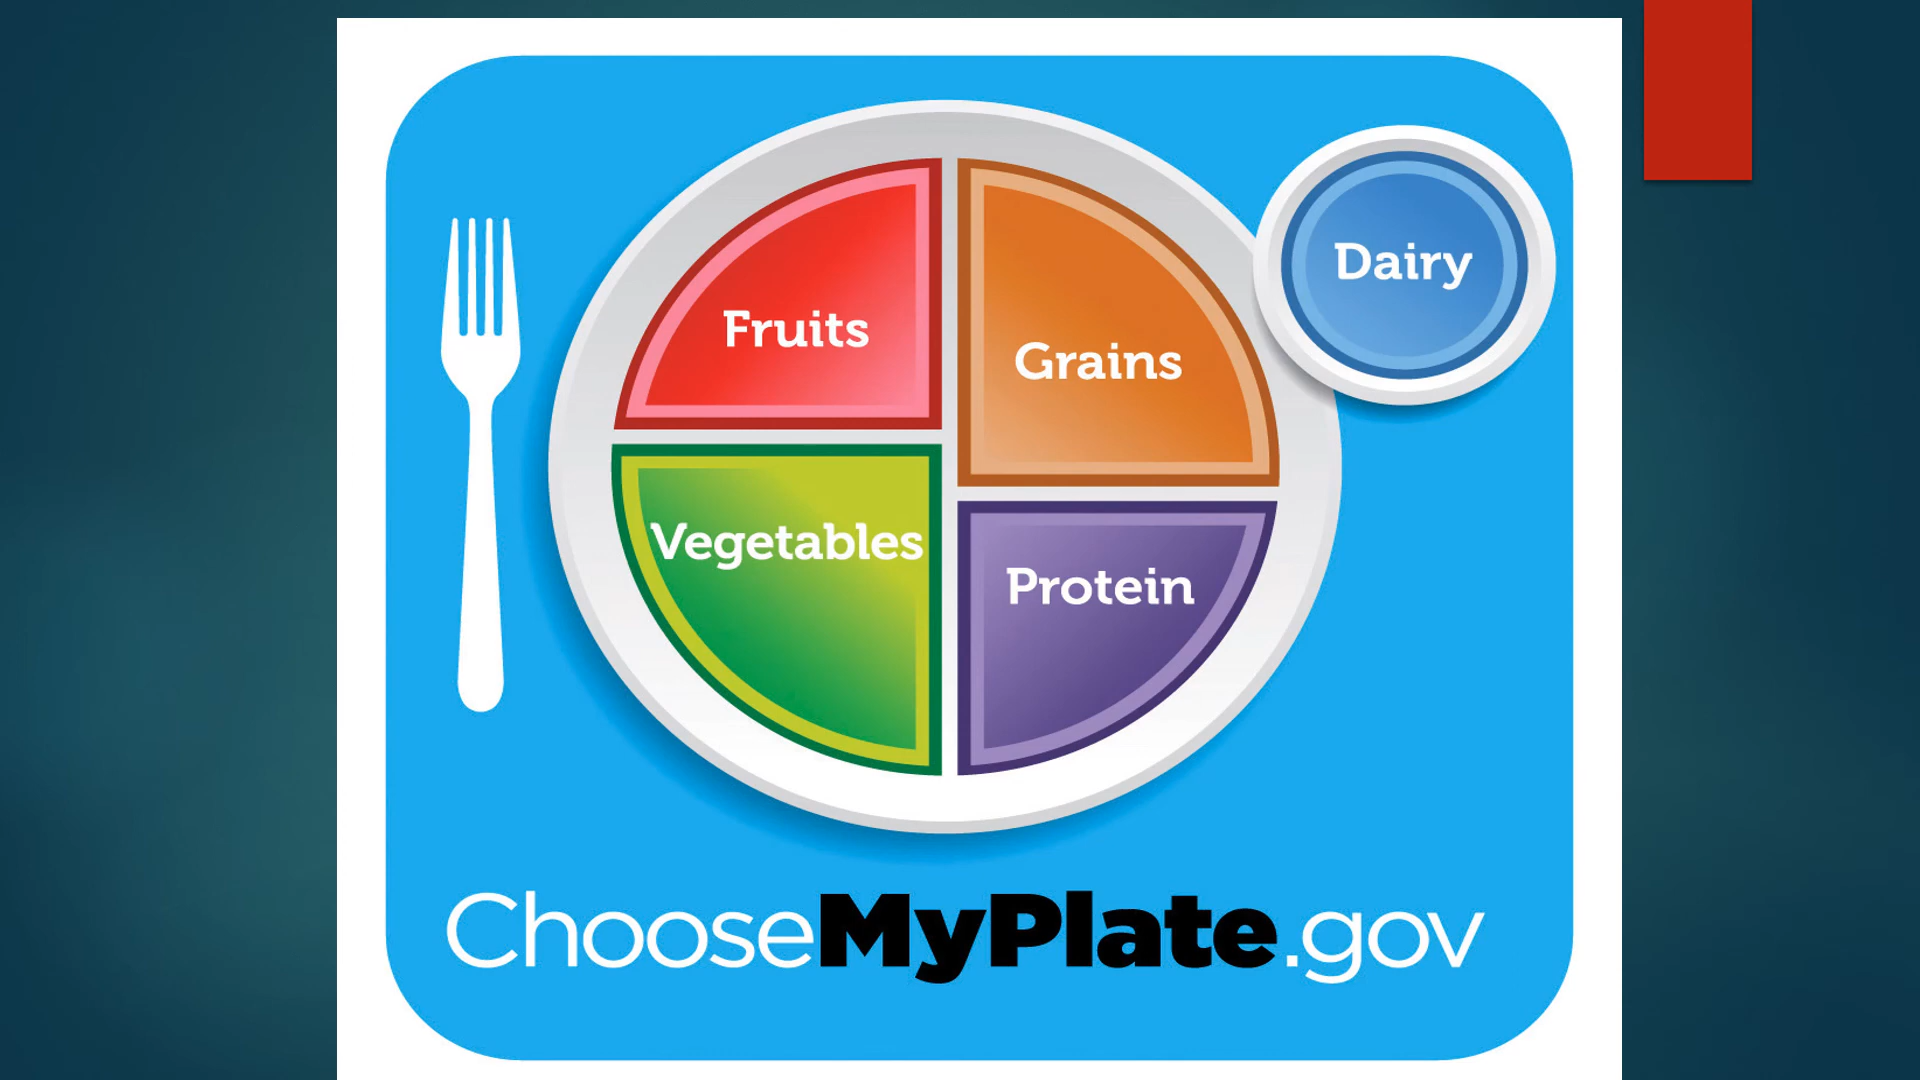 Dairy
Fruits
Grains
Vegetables
Protein
ChooseMyPlate.gov